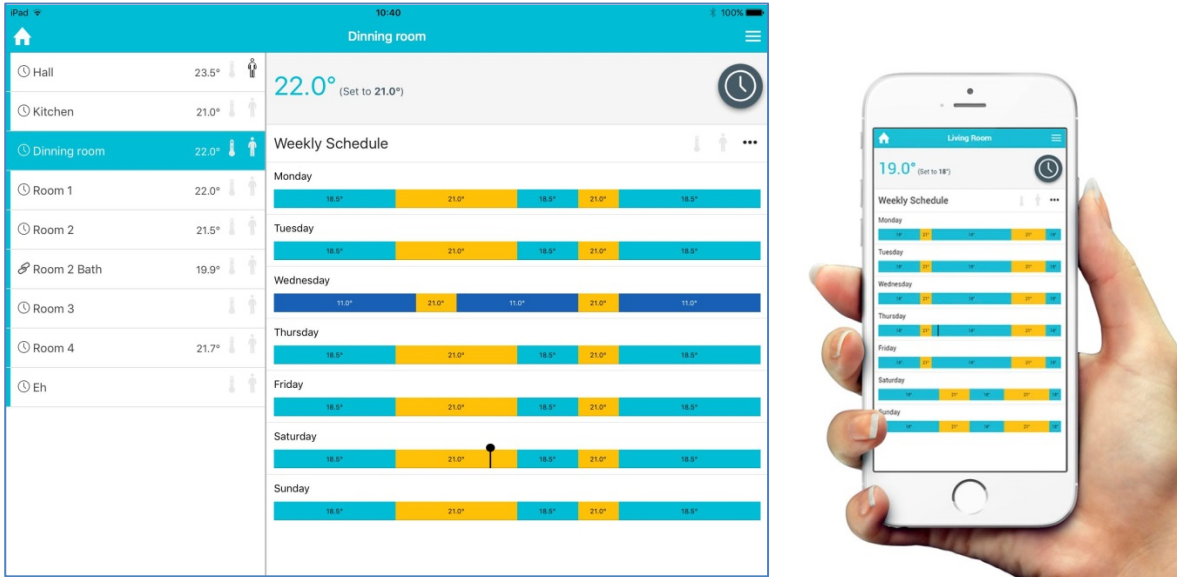 iPad
10:40
100%
Dinning room
Hall 23.5°
Kitchen 21.0°
Dinning room 22.0°
Room 1 22.0°
Room 2 21.5°
Room 2 Bath 19.9°
Room 3
Room 4 21.7°
Eh
22.0° (Set to 21.0°)
Weekly Schedule
Monday
18.5° 21.0° 18.5° 21.0° 18.5°
Tuesday
18.5° 21.0° 18.5° 21.0° 18.5°
Wednesday
11.0° 21.0° 11.0° 21.0° 11.0°
Thursday
18.5° 21.0° 18.5° 21.0° 18.5°
Friday
18.5° 21.0° 18.5° 21.0° 18.5°
Saturday
18.5° 21.0° 18.5° 21.0° 18.5°
Sunday
18.5° 21.0° 18.5° 21.0° 18.5°
Living Room
19.0° (Set to 18°)
Weekly Schedule
Monday
Tuesday
Wednesday
Thursday
Friday
Saturday
Sunday